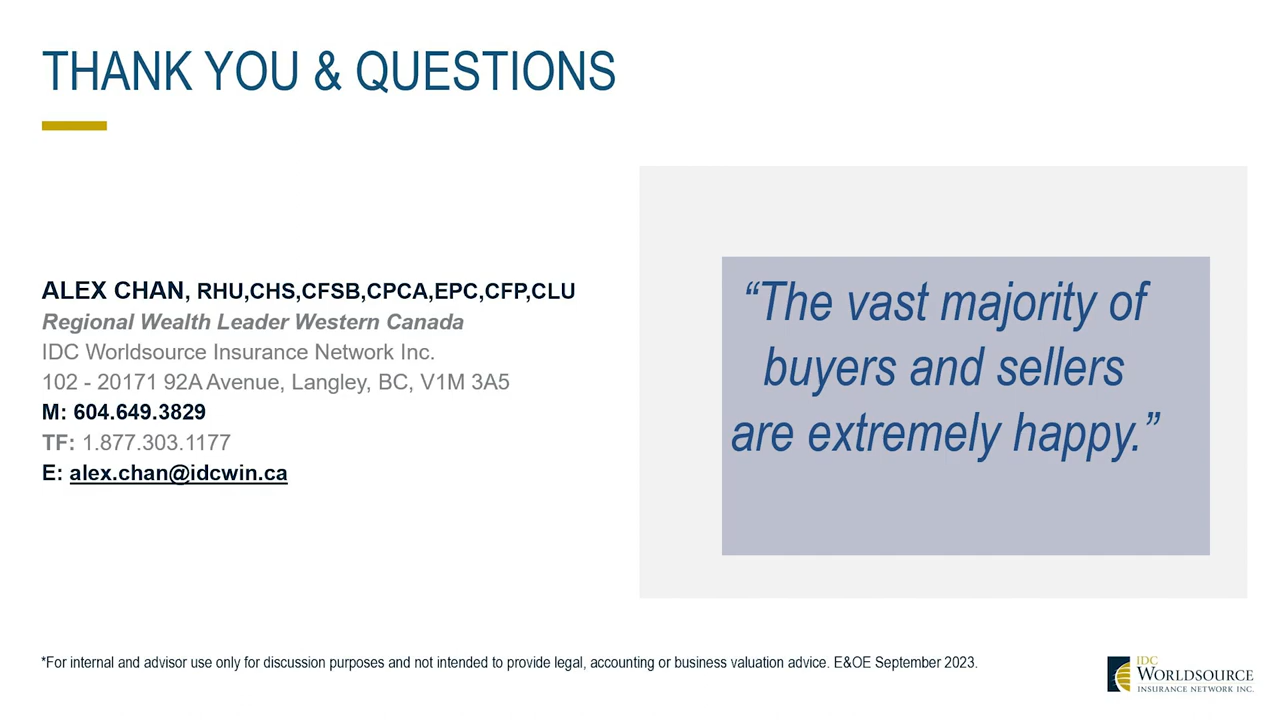 THANK YOU & QUESTIONS
ALEX CHAN, RHU,CHS,CFSB,CPCA,EPC,CFP,CLU
Regional Wealth Leader Western Canada
IDC Worldsource Insurance Network Inc.
102 - 20171 92A Avenue, Langley, BC, V1M 3A5
M: 604.649.3829
TF: 1.877.303.1177
E: alex.chan@idcwin.ca
“The vast majority of
buyers and sellers
are extremely happy.”
*For internal and advisor use only for discussion purposes and not intended to provide legal, accounting or business valuation advice. E&OE September 2023.
IDC
WORLDSOURCE
INSURANCE NETWORK INC.